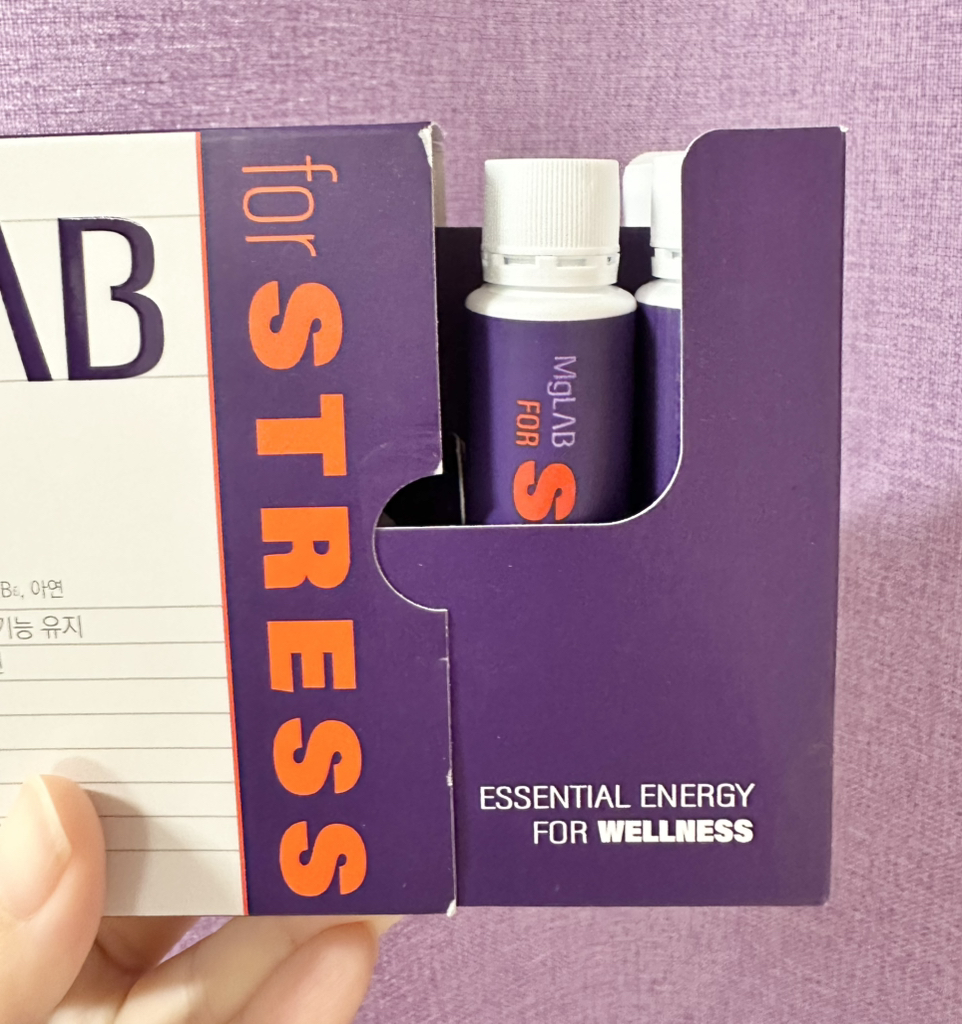 AB
B₆, 아연
기능 유지
for STRESS
MgLAB
FOR S
ESSENTIAL ENERGY
FOR WELLNESS